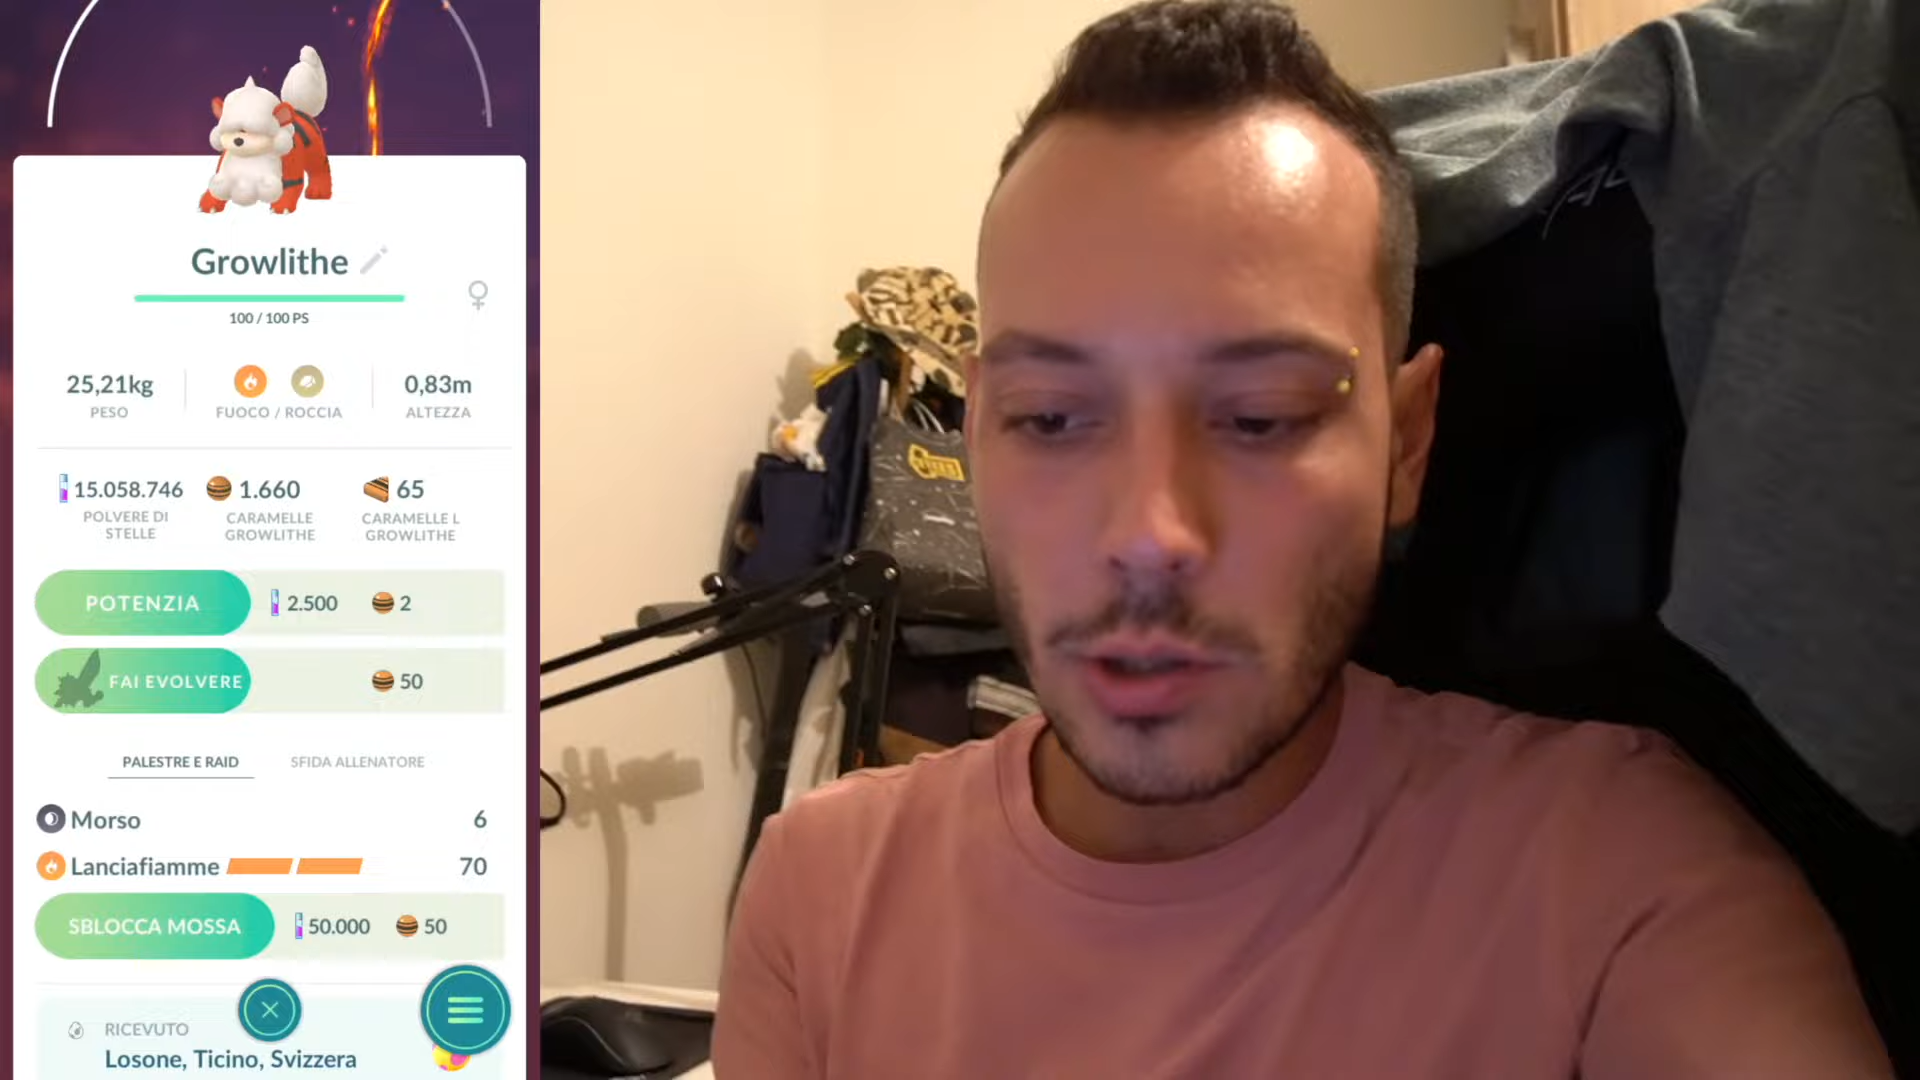 Growlithe
100 / 100 PS
25,21kg
PESO
FUOCO / ROCCIA
0,83m
ALTEZZA
15.058.746
POLVERE DI
STELLE
1.660
CARAMELLE
GROWLITHE
65
CARAMELLE L
GROWLITHE
POTENZIA 2.500 2
FAI EVOLVERE 50
PALESTRE E RAID SFIDA ALLENATORE
Morso 6
Lanciafiamme 70
SBLOCCA MOSSA 50.000 50
RICEVUTO
Losone, Ticino, Svizzera